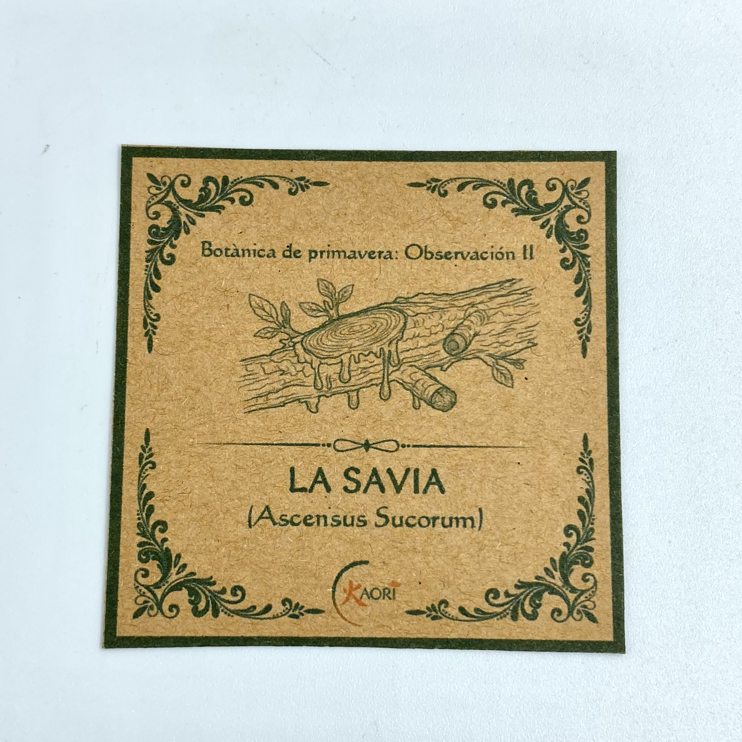 Botànica de primavera: Observación II
LA SAVIA
(Ascensus Sucorum)
KAORI